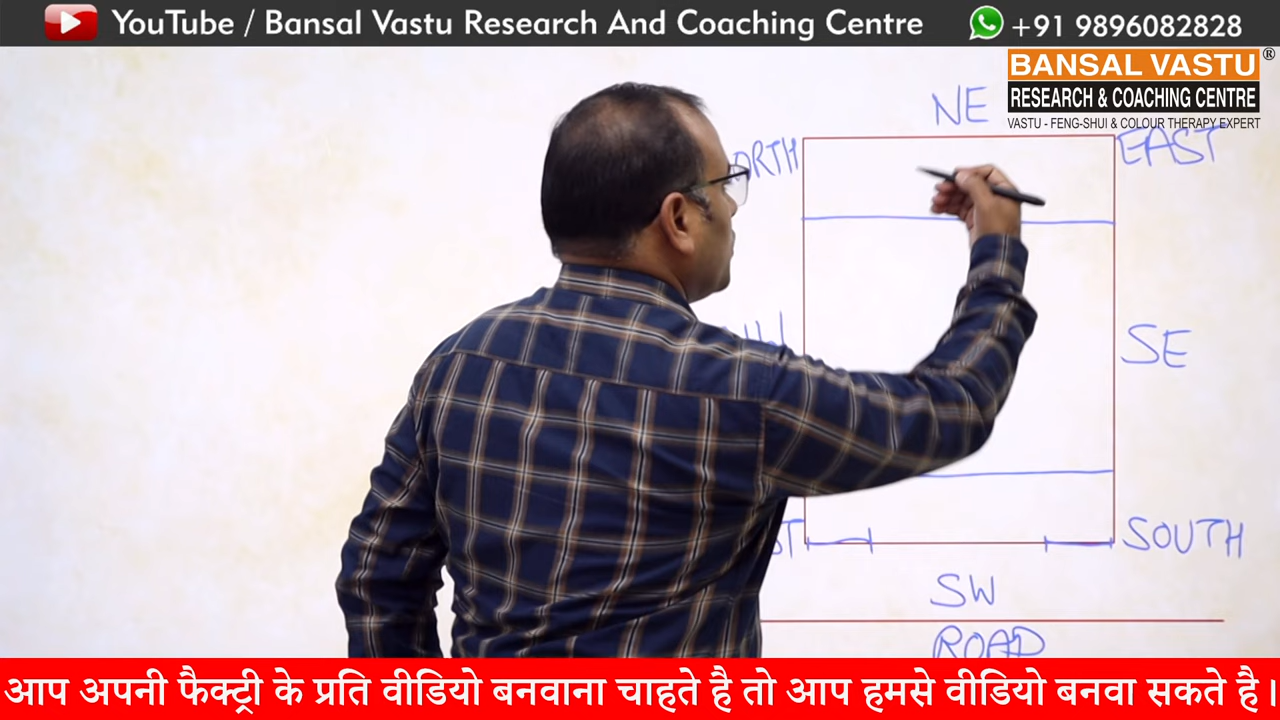 YouTube / Bansal Vastu Research And Coaching Centre
+91 9896082828
BANSAL VASTU®
RESEARCH & COACHING CENTRE
VASTU - FENG-SHUI & COLOUR THERAPY EXPERT
NE
EAST
SE
SOUTH
SW
ROAD
आप अपनी फैक्ट्री के प्रति वीडियो बनवाना चाहते है तो आप हमसे वीडियो बनवा सकते है।